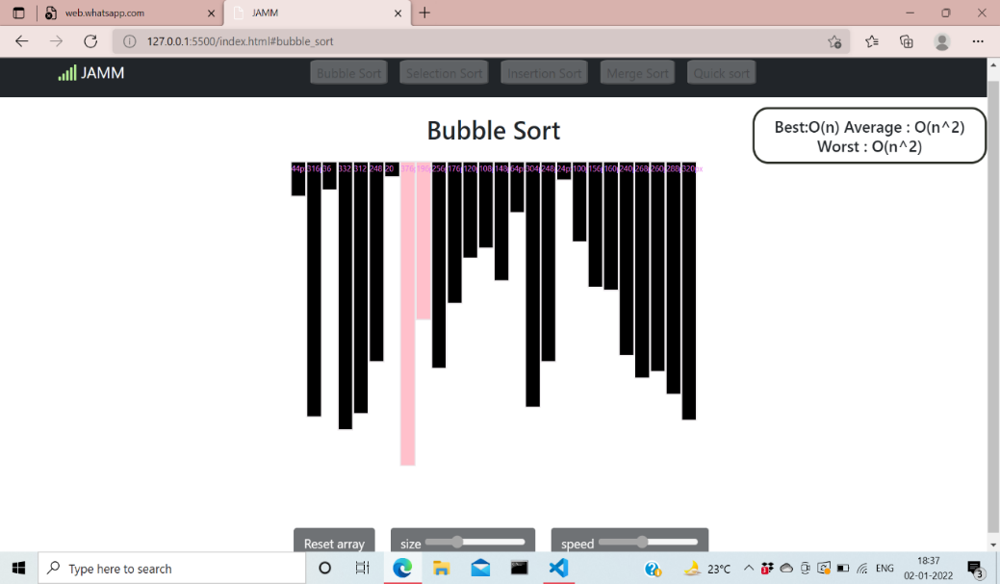 web.whatsapp.com
JAMM
127.0.0.1:5500/index.html#bubble_sort
JAMM
Bubble Sort
Selection Sort
Insertion Sort
Merge Sort
Quick sort
Bubble Sort
Best:O(n) Average : O(n^2)
Worst : O(n^2)
44p 316 36 332 312 248 20 376 196 256 176 120 108 148 64p 304 248 24p 100 156 160 240 268 260 288 320px
Reset array
size
speed
Type here to search
23°C
ENG
18:37
02-01-2022
3